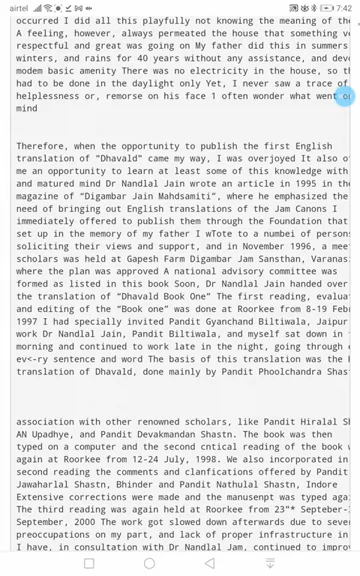 airtel 7:42
occurred I did all this playfully not knowing the meaning of the
A feeling, however, always permeated the house that something v
respectful and great was going on My father did this in summers
winters, and rains for 40 years without any assistance, and devo
modem basic amenity There was no electricity in the house, so th
had to be done in the daylight only Yet, I never saw a trace of
helplessness or, remorse on his face 1 often wonder what went o
mind
Therefore, when the opportunity to publish the first English
translation of "Dhavald" came my way, I was overjoyed It also o
me an opportunity to learn at least some of this knowledge with
and matured mind Dr Nandlal Jain wrote an article in 1995 in the
magazine of “Digambar Jain Mahdsamiti”, where he emphasized the
need of bringing out English translations of the Jam Canons I
immediately offered to publish them through the Foundation that
set up in the memory of my father I wTote to a numbei of persons
soliciting their views and support, and in November 1996, a meet
scholars was held at Gapesh Farm Digambar Jam Sansthan, Varanas
where the plan was approved A national advisory committee was
formed as listed in this book Soon, Dr Nandlal Jain handed over
the translation of “Dhavald Book One“ The first reading, evalua
and editing of the “Book one” was done at Roorkee from 8-19 Feb
1997 I had specially invited Pandit Gyanchand Biltiwala, Jaipur
work Dr Nandlal Jain, Pandit Biltiwala, and myself sat down in
morning and continued to work late in the night, going through
ev<-ry sentence and word The basis of this translation was the H
translation of Dhavald, done mainly by Pandit Phoolchandra Shas
association with other renowned scholars, like Pandit Hiralal Sh
AN Upadhye, and Pandit Devakmandan Shastn. The book was then
typed on a computer and the second cntical reading of the book w
again at Roorkee from 12-24 July, 1998. We also incorporated in
second reading the comments and clanfications offered by Pandit
Jawaharlal Shastn, Bhinder and Pandit Nathulal Shastn, Indore
Extensive corrections were made and the manusenpt was typed aga
The third reading was again held at Roorkee from 23"* Septeber-
September, 2000 The work got slowed down afterwards due to seve
preoccupations on my part, and lack of proper infrastructure in
I have, in consultation with Dr Nandlal Jam, continued to improv